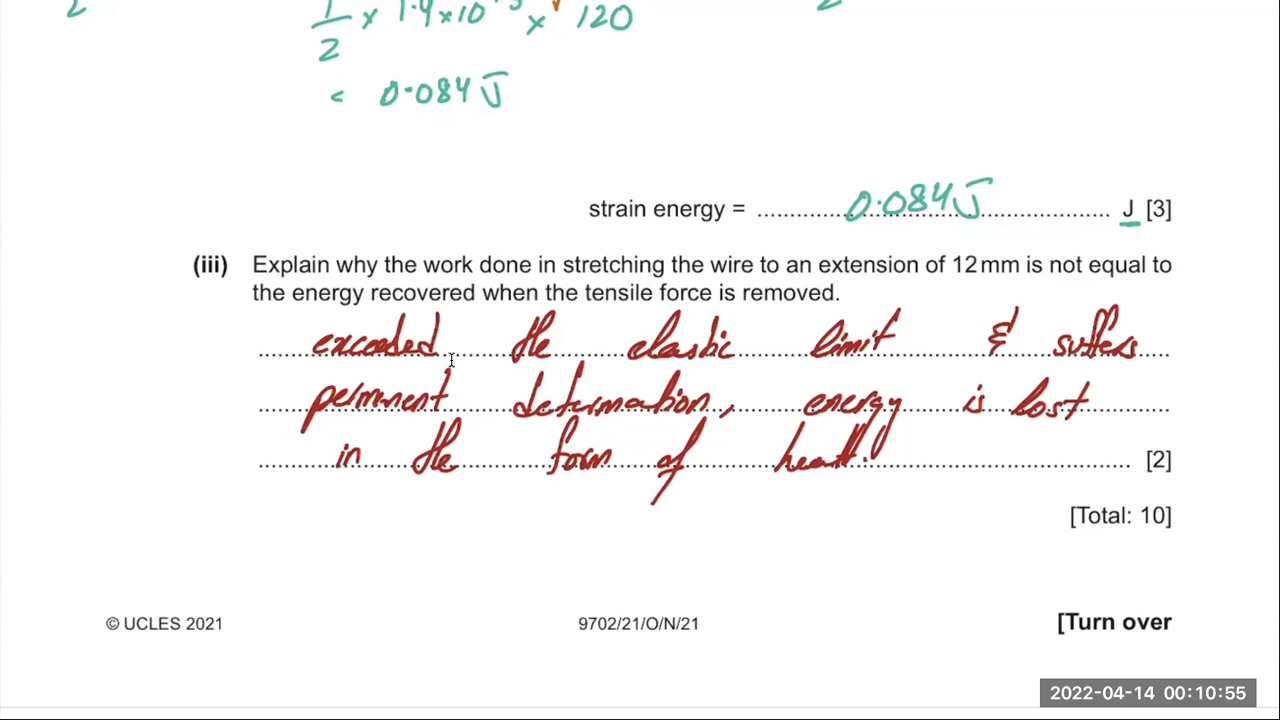 1/2 × 1.4×10 × 120
= 0.084 J
strain energy = 0.084 J J [3]
(iii) Explain why the work done in stretching the wire to an extension of 12 mm is not equal to
the energy recovered when the tensile force is removed.
exceeded the elastic limit & suffers
permanent deformation, energy is lost
in the form of heat. [2]
[Total: 10]
© UCLES 2021 9702/21/O/N/21 [Turn over
2022-04-14 00:10:55